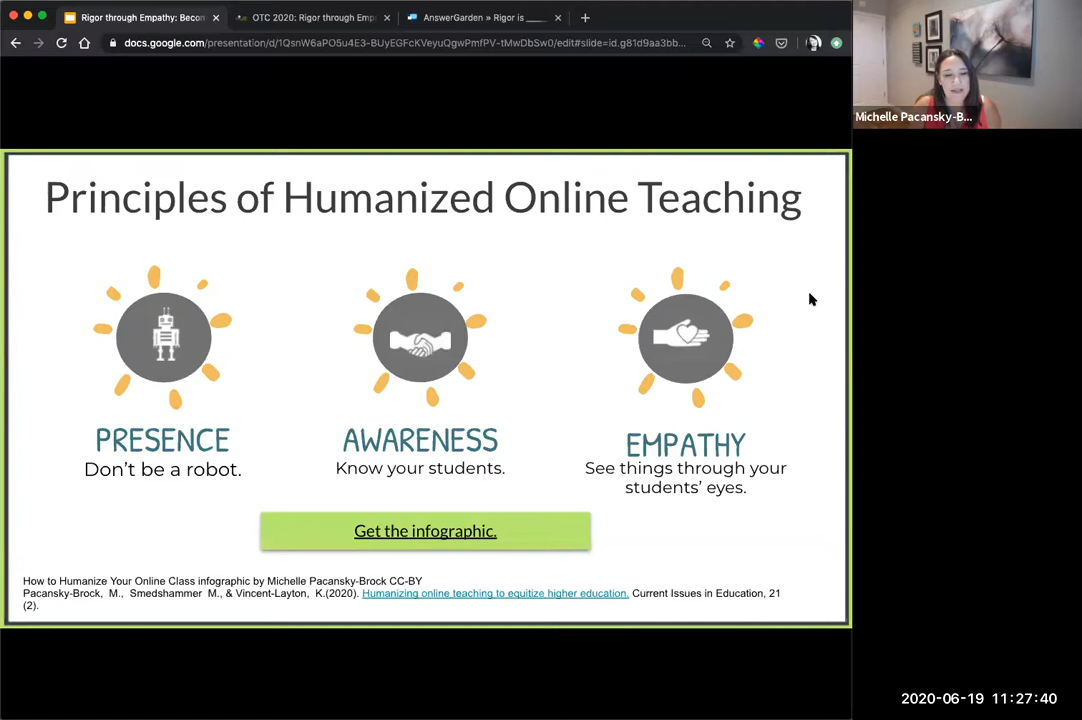 Rigor through Empathy: Becom
OTC 2020: Rigor through Emp
AnswerGarden » Rigor is ____
docs.google.com/presentation/d/1QsnW6aPO5u4E3-BUyEGFcKVeyuQgwPmfPV-tMwDbSw0/edit#slide=id.g81d9aa3bb...
Michelle Pacansky-B...
Principles of Humanized Online Teaching
PRESENCE
Don't be a robot.
AWARENESS
Know your students.
EMPATHY
See things through your
students' eyes.
Get the infographic.
How to Humanize Your Online Class infographic by Michelle Pacansky-Brock CC-BY
Pacansky-Brock, M., Smedshammer M., & Vincent-Layton, K.(2020). Humanizing online teaching to equitize higher education. Current Issues in Education, 21
(2).
2020-06-19 11:27:40